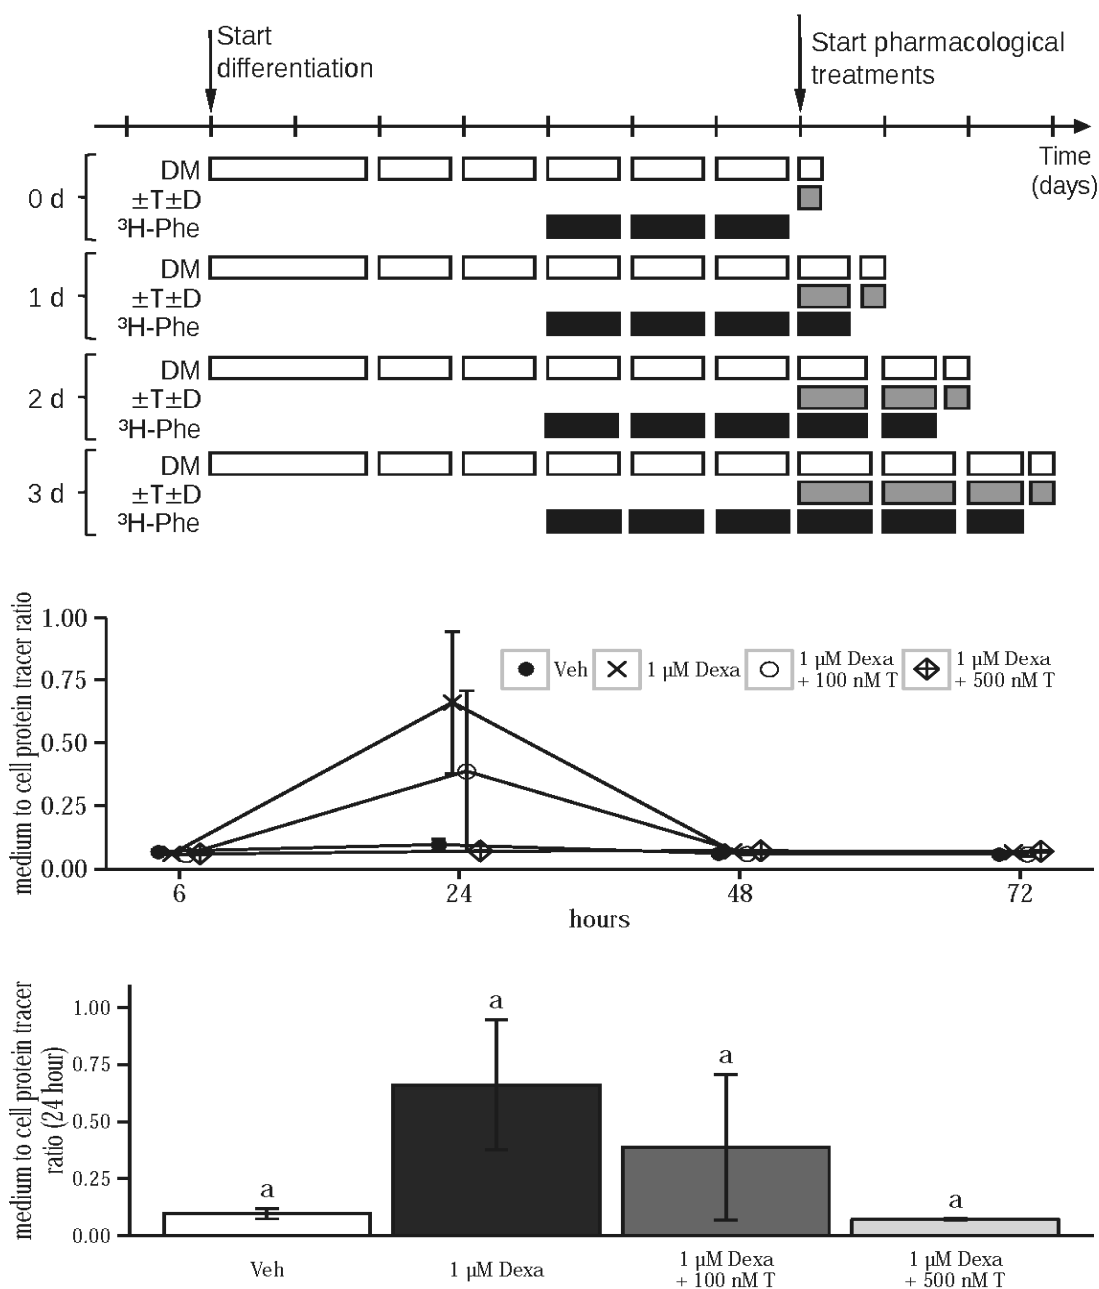 Start
differentiation
Start pharmacological
treatments
Time
(days)
0 d
DM
±T±D
³H-Phe
1 d
DM
±T±D
³H-Phe
2 d
DM
±T±D
³H-Phe
3 d
DM
±T±D
³H-Phe
medium to cell protein tracer ratio
1.00
0.75
0.50
0.25
0.00
Veh
1 µM Dexa
1 µM Dexa
+ 100 nM T
1 µM Dexa
+ 500 nM T
6
24
48
72
hours
medium to cell protein tracer
ratio (24 hour)
1.00
0.75
0.50
0.25
0.00
a
a
a
a
Veh
1 µM Dexa
1 µM Dexa
+ 100 nM T
1 µM Dexa
+ 500 nM T